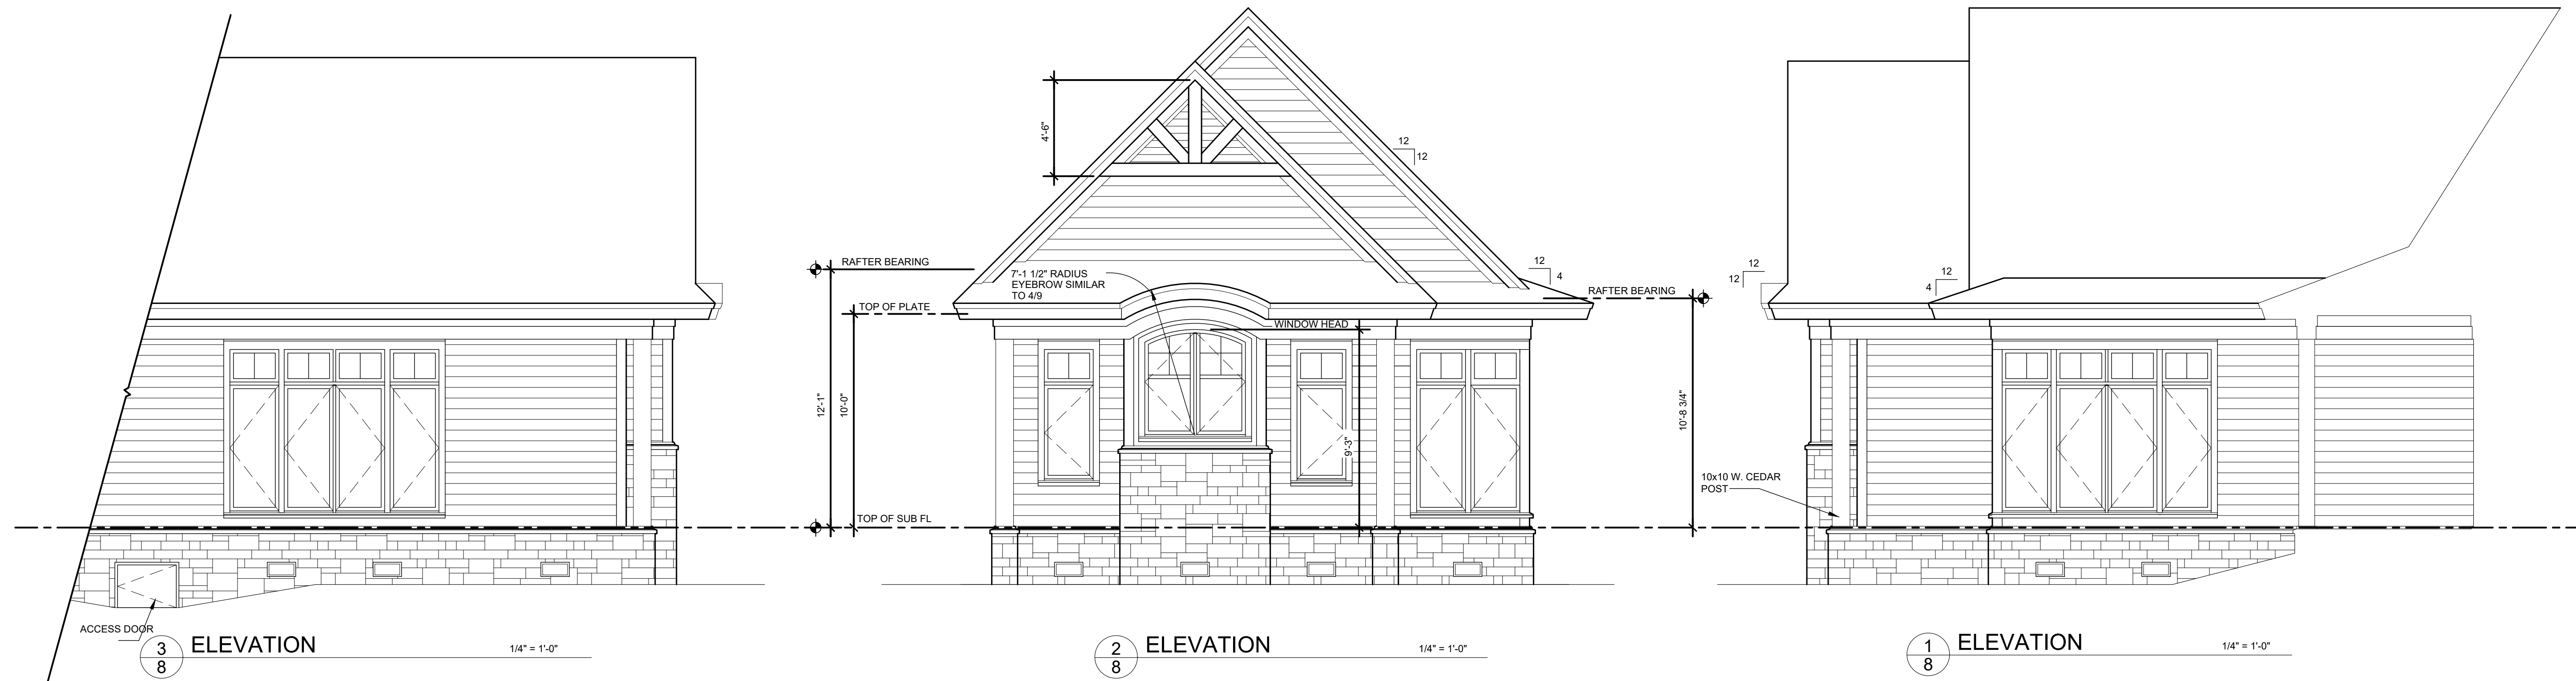 ACCESS DOOR
3
8
ELEVATION
1/4" = 1'-0"
4'-6"
12
12
RAFTER BEARING
7'-1 1/2" RADIUS
EYEBROW SIMILAR
TO 4/9
12
4
RAFTER BEARING
TOP OF PLATE
WINDOW HEAD
12'-1"
10'-0"
9'-3"
10'-8 3/4"
TOP OF SUB FL
2
8
ELEVATION
1/4" = 1'-0"
12
12
12
4
10x10 W. CEDAR
POST
1
8
ELEVATION
1/4" = 1'-0"